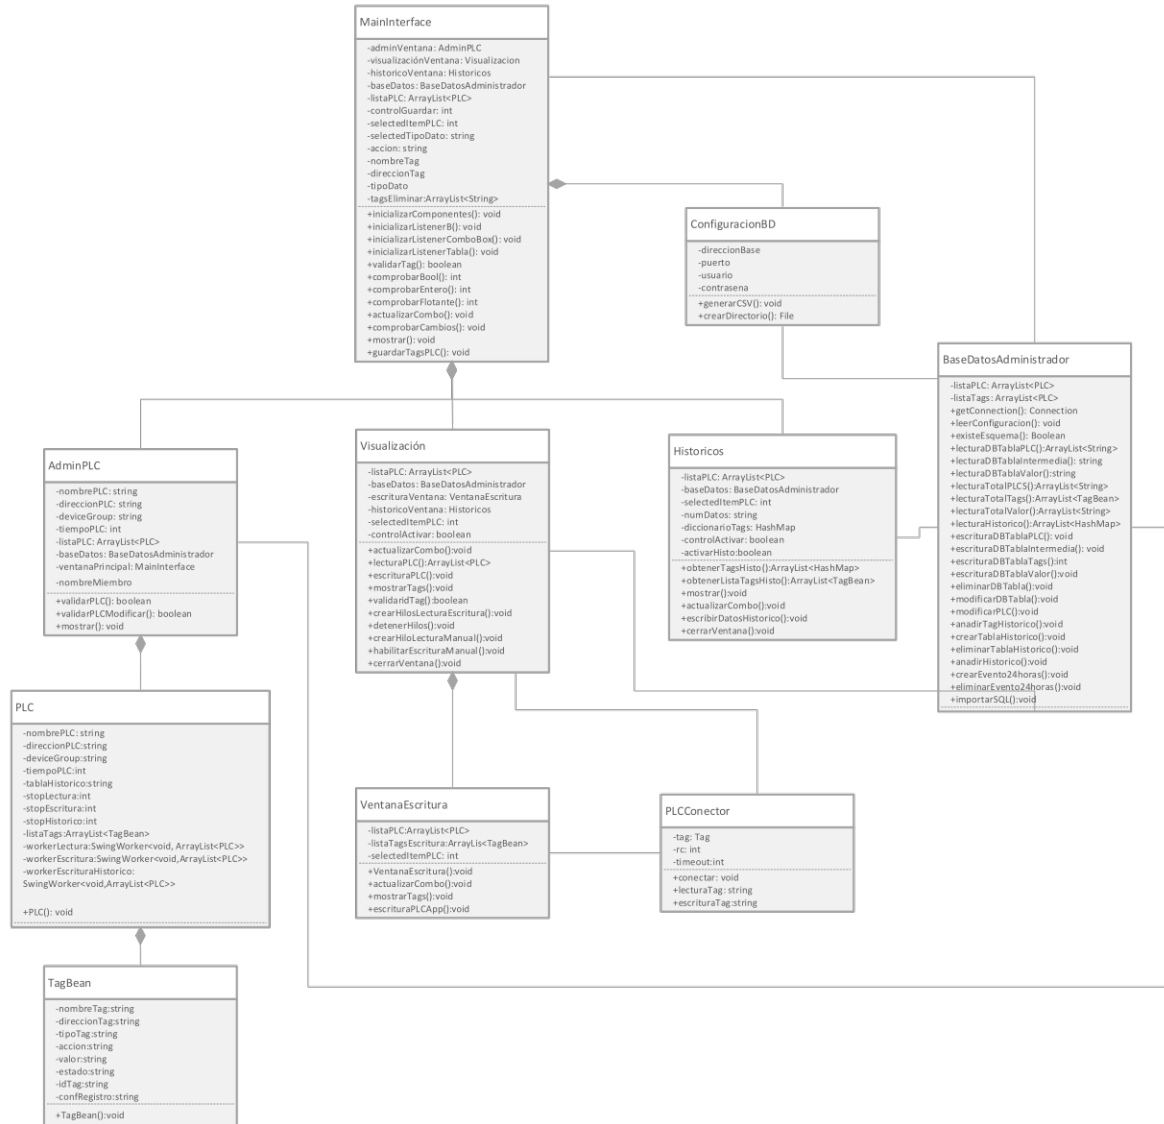 MainInterface
-adminVentana: AdminPLC
-visualizaciónVentana: Visualizacion
-historicoVentana: Historicos
-baseDatos: BaseDatosAdministrador
-listaPLC: ArrayList<PLC>
-controlGuardar: int
-selectedItemPLC: int
-selectedTipoDato: string
-accion: string
-nombreTag
-direccionTag
-tipoDato
-tagsEliminar:ArrayList<String>
+inicializarComponentes(): void
+inicializarListenerB(): void
+inicializarListenerComboBox(): void
+inicializarListenerTabla(): void
+validarTag(): boolean
+comprobarBool(): int
+comprobarEntero(): int
+comprobarFlotante(): int
+actualizarCombo(): void
+comprobarCambios(): void
+mostrar(): void
+guardarTagsPLC(): void
ConfiguracionBD
-direccionBase
-puerto
-usuario
-contrasena
+generarCSV(): void
+crearDirectorio(): File
BaseDatosAdministrador
-listaPLC: ArrayList<PLC>
-listaTags: ArrayList<PLC>
+getConnection(): Connection
+leerConfiguracion(): void
+existeEsquema(): Boolean
+lecturaDBTablaPLC():ArrayList<String>
+lecturaDBTablaIntermedia(): string
+lecturaDBTablaValor():string
+lecturaTotalPLCS():ArrayList<String>
+lecturaTotalTags():ArrayList<TagBean>
+lecturaTotalValor():ArrayList<String>
+lecturaHistorico():ArrayList<HashMap>
+escrituraDBTablaPLC(): void
+escrituraDBTablaIntermedia(): void
+escrituraDBTablaTags():int
+escrituraDBTablaValor():void
+eliminarDBTabla():void
+modificarDBTabla():void
+modificarPLC():void
+anadirTagHistorico():void
+crearTablaHistorico():void
+eliminarTablaHistorico():void
+anadirHistorico():void
+crearEvento24horas():void
+eliminarEvento24horas():void
+importarSQL():void
AdminPLC
-nombrePLC: string
-direccionPLC: string
-deviceGroup: string
-tiempoPLC: int
-listaPLC: ArrayList<PLC>
-baseDatos: BaseDatosAdministrador
-ventanaPrincipal: MainInterface
-nombreMiembro
+validarPLC(): boolean
+validarPLCModificar(): boolean
+mostrar(): void
Visualización
-listaPLC: ArrayList<PLC>
-baseDatos: BaseDatosAdministrador
-escrituraVentana: VentanaEscritura
-historicoVentana: Historicos
-selectedItemPLC: int
-controlActivar: boolean
+actualizarCombo():void
+lecturaPLC():ArrayList<PLC>
+escrituraPLC():void
+mostrarTags():void
+validaridTag():boolean
+crearHilosLecturaEscritura():void
+detenerHilos():void
+crearHiloLecturaManual():void
+habilitarEscrituraManual():void
+cerrarVentana():void
Historicos
-listaPLC: ArrayList<PLC>
-baseDatos: BaseDatosAdministrador
-selectedItemPLC: int
-numDatos: string
-diccionarioTags: HashMap
-controlActivar: boolean
-activarHisto:boolean
+obtenerTagsHisto():ArrayList<HashMap>
+obtenerListaTagsHisto():ArrayList<TagBean>
+mostrar():void
+actualizarCombo():void
+escribirDatosHistorico():void
+cerrarVentana():void
PLC
-nombrePLC: string
-direccionPLC:string
-deviceGroup:string
-tiempoPLC:int
-tablaHistorico:string
-stopLectura:int
-stopEscritura:int
-stopHistorico:int
-listaTags:ArrayList<TagBean>
-workerLectura:SwingWorker<void, ArrayList<PLC>>
-workerEscritura:SwingWorker<void,ArrayList<PLC>>
-workerEscrituraHistorico:
SwingWorker<void,ArrayList<PLC>>
+PLC(): void
VentanaEscritura
-listaPLC:ArrayList<PLC>
-listaTagsEscritura:ArrayLis<TagBean>
-selectedItemPLC: int
+VentanaEscritura():void
+actualizarCombo():void
+mostrarTags():void
+escrituraPLCApp():void
PLCConector
-tag: Tag
-rc: int
-timeout:int
+conectar: void
+lecturaTag: string
+escrituraTag:string
TagBean
-nombreTag:string
-direccionTag:string
-tipoTag:string
-accion:string
-valor:string
-estado:string
-idTag:string
-confRegistro:string
+TagBean():void